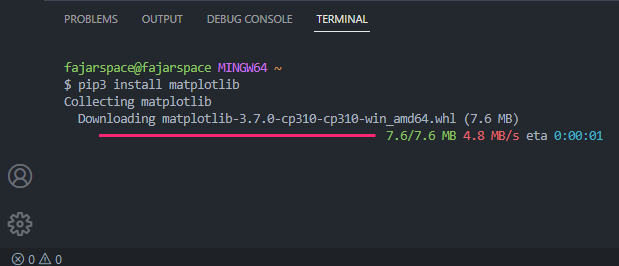 PROBLEMS OUTPUT DEBUG CONSOLE TERMINAL
fajarspace@fajarspace MINGW64 ~
$ pip3 install matplotlib
Collecting matplotlib
Downloading matplotlib-3.7.0-cp310-cp310-win_amd64.whl (7.6 MB)
7.6/7.6 MB 4.8 MB/s eta 0:00:01
0 0